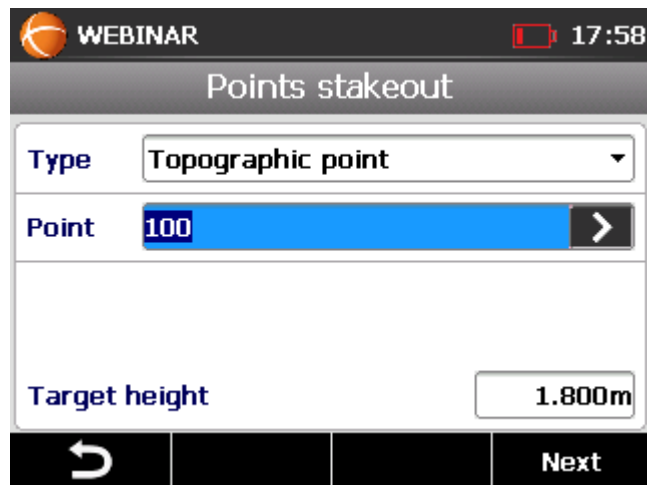 WEBINAR 17:58
Points stakeout
Type Topographic point
Point 100
Target height 1.800m
Next